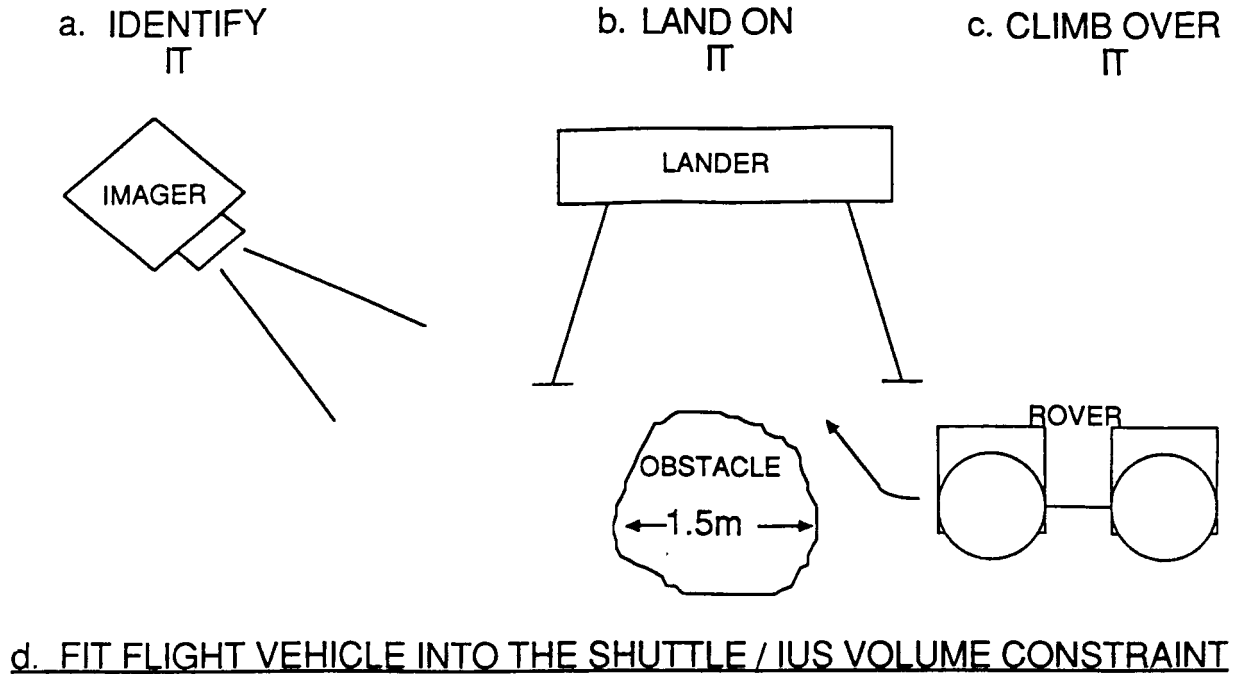 a. IDENTIFY
IT
b. LAND ON
IT
c. CLIMB OVER
IT
IMAGER
LANDER
ROVER
OBSTACLE
1.5m
d. FIT FLIGHT VEHICLE INTO THE SHUTTLE / IUS VOLUME CONSTRAINT